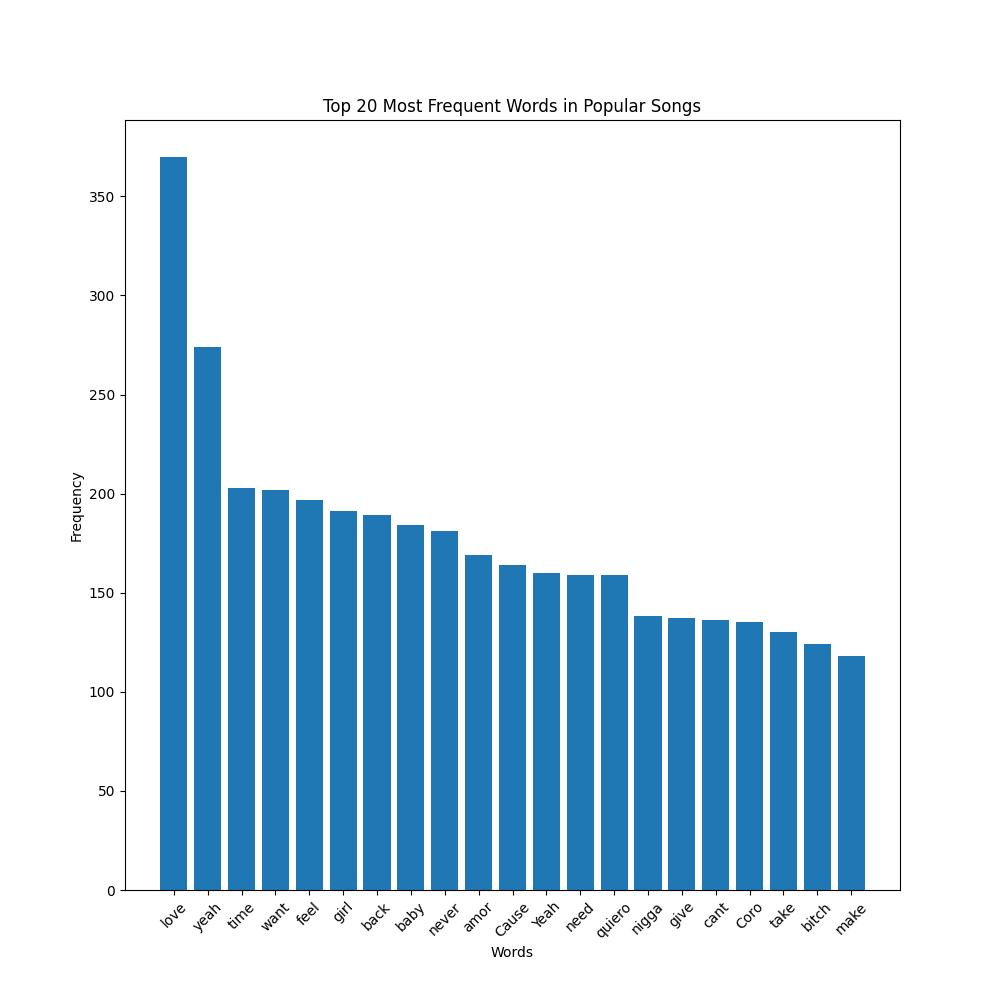 Top 20 Most Frequent Words in Popular Songs
350
300
250
200
150
100
50
0
Frequency
love yeah time want feel girl back baby never amor Cause Yeah need quiero nigga give cant Coro take bitch make
Words